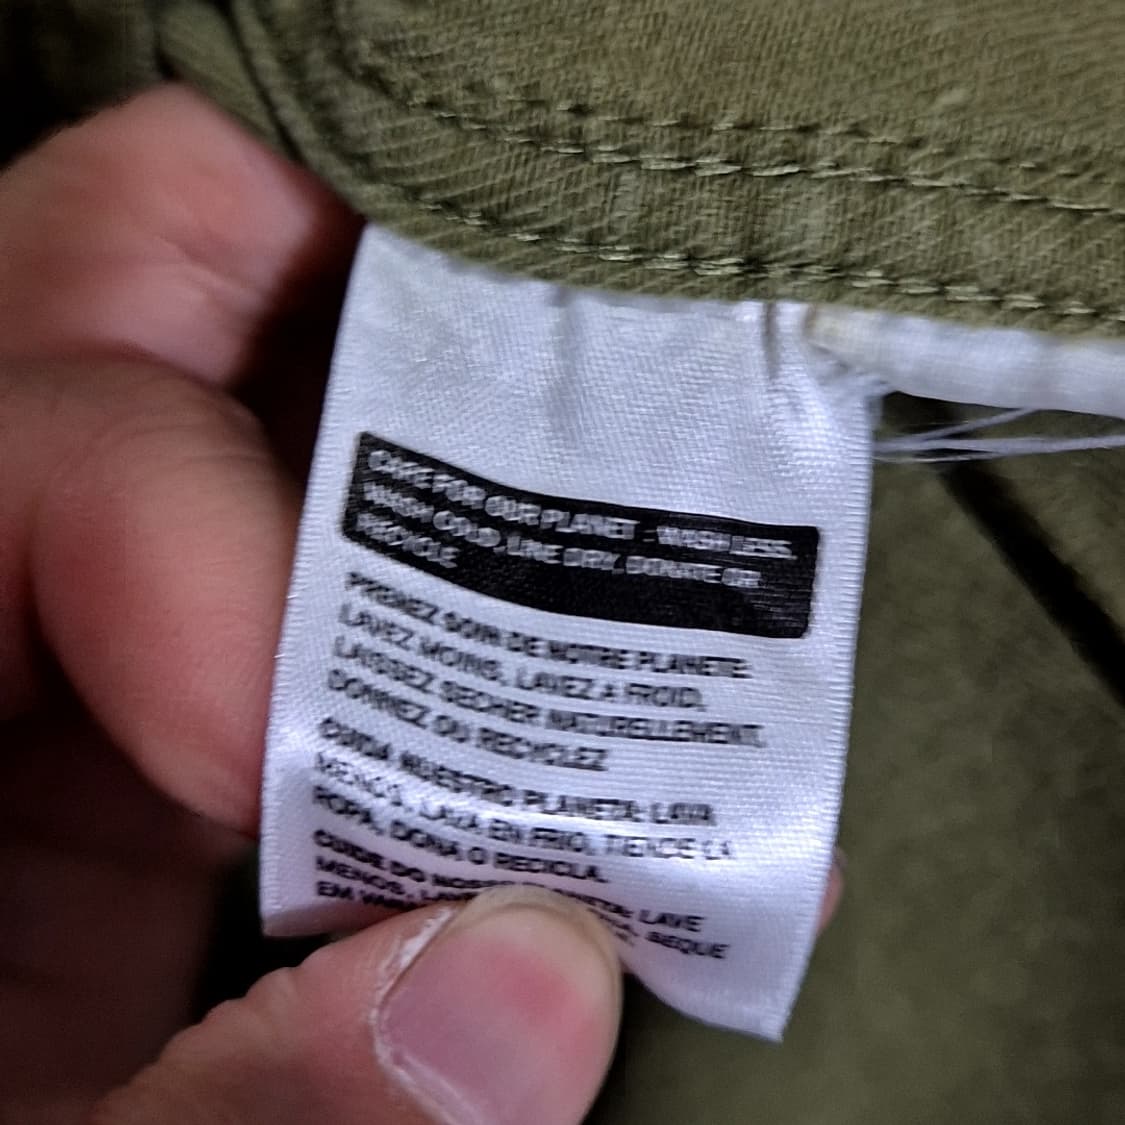 CARE FOR OUR PLANET - WASH LESS,
WASH COLD, LINE DRY, DONATE OR
RECYCLE
PRENEZ SOIN DE NOTRE PLANETE:
LAVEZ MOINS, LAVEZ A FROID,
LAISSEZ SECHER NATURELLEMENT,
DONNEZ OU RECYCLEZ
CUIDA NUESTRO PLANETA: LAVA
MENOS, LAVA EN FRIO, TIENDE LA
ROPA, DONA O RECICLA.
CUIDE DO LAVE
MENOS, SEQUE
EM